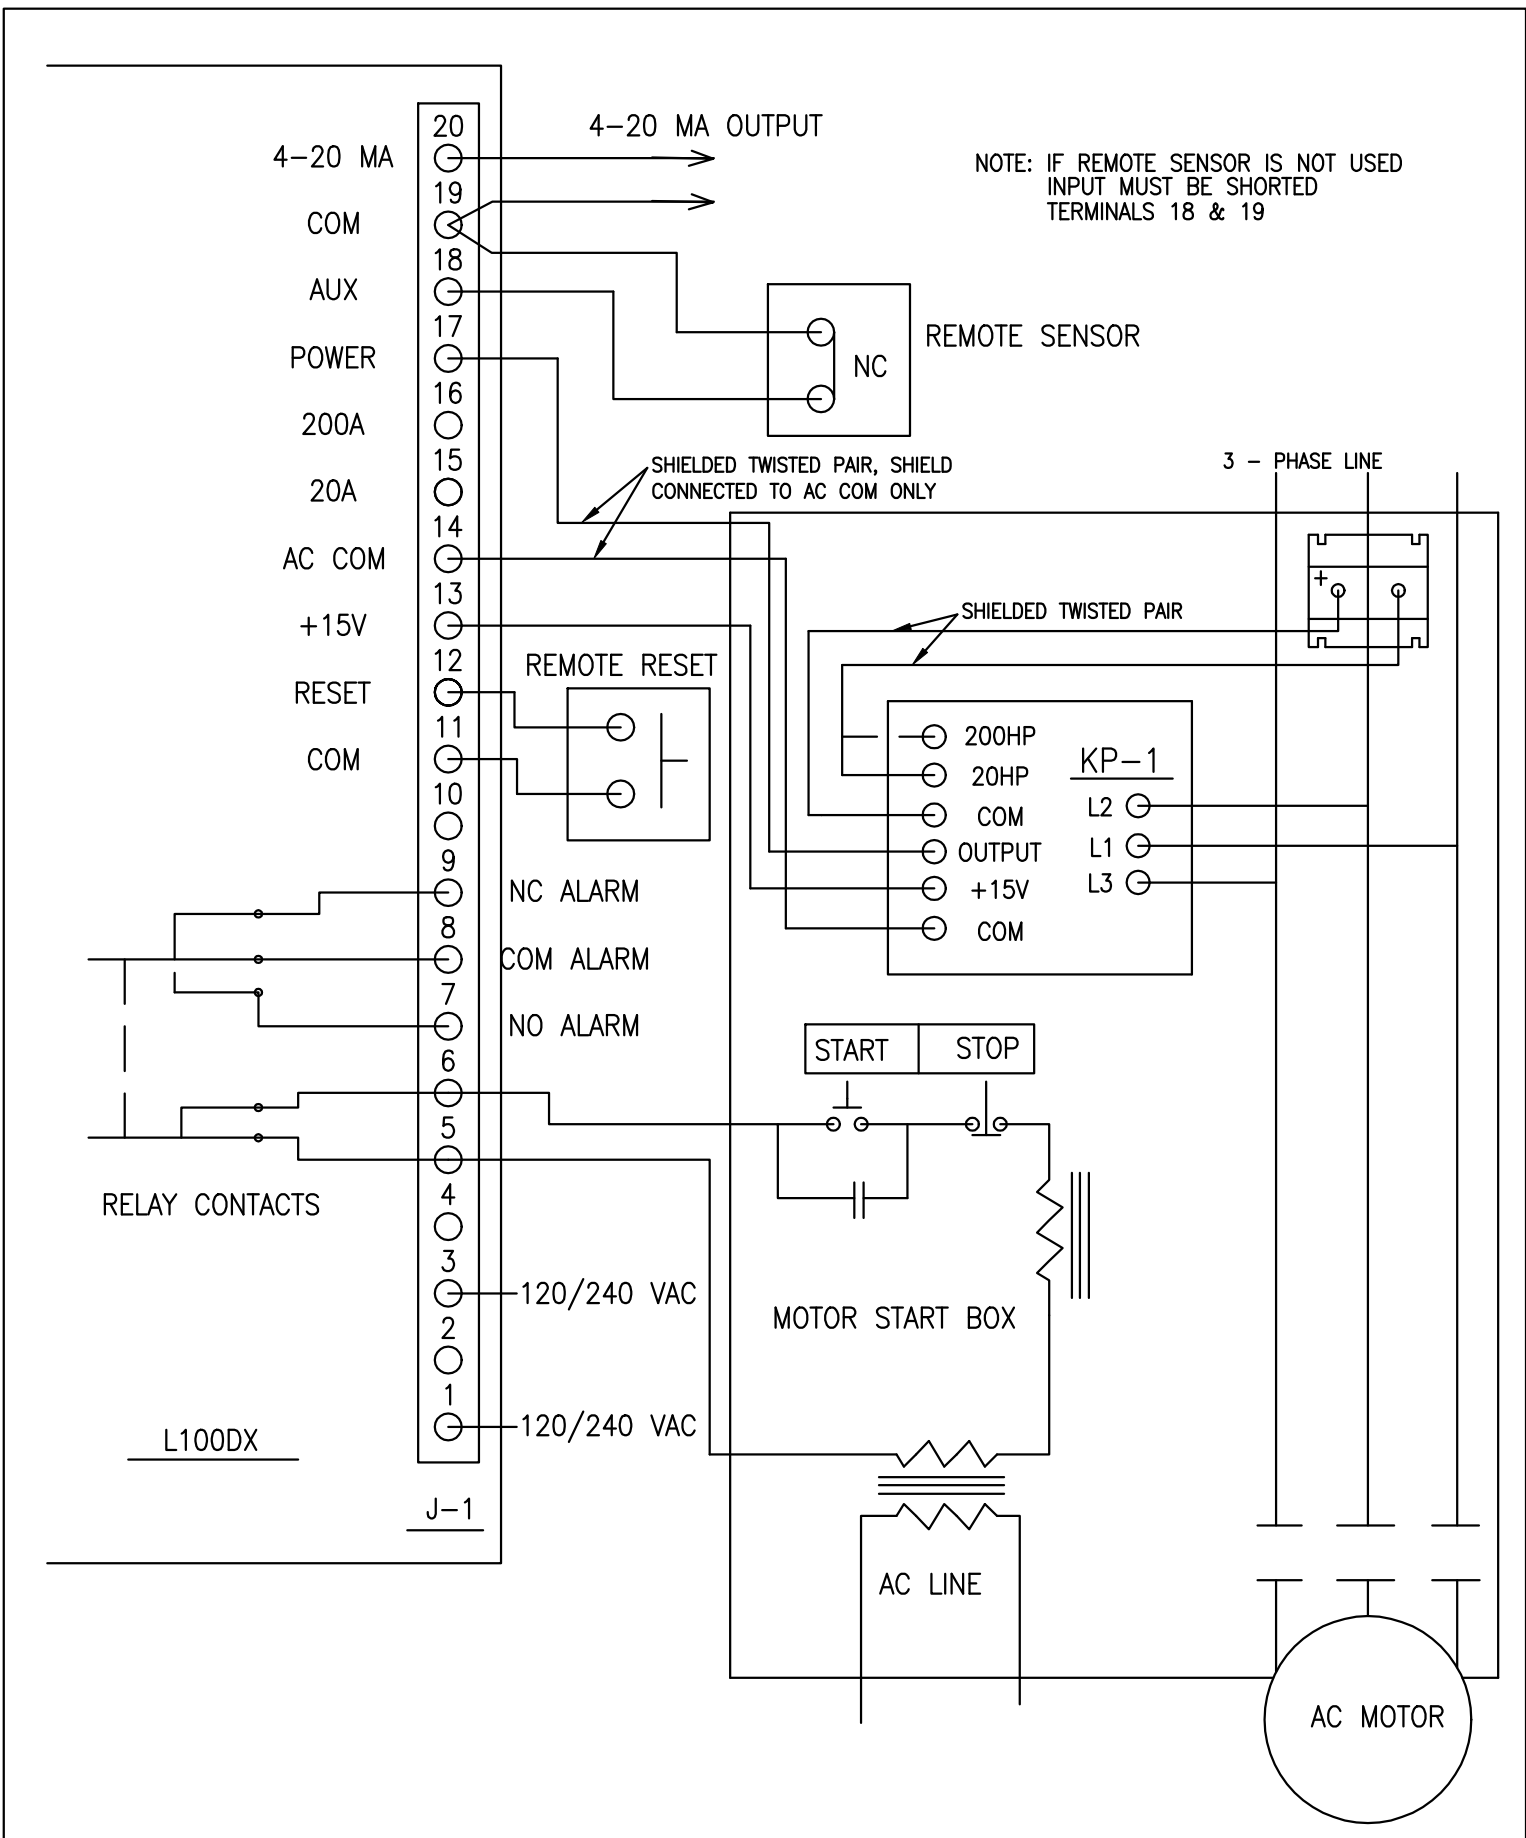 20
4-20 MA OUTPUT
4-20 MA
NOTE: IF REMOTE SENSOR IS NOT USED
INPUT MUST BE SHORTED
TERMINALS 18 & 19
19
COM
18
AUX
17
REMOTE SENSOR
POWER
NC
16
200A
15
SHIELDED TWISTED PAIR, SHIELD
CONNECTED TO AC COM ONLY
3 - PHASE LINE
20A
14
AC COM
13
+
+15V
SHIELDED TWISTED PAIR
12
REMOTE RESET
RESET
11
COM
200HP
KP-1
20HP
10
L2
COM
9
OUTPUT
L1
NC ALARM
+15V
L3
8
COM
COM ALARM
7
NO ALARM
START
STOP
6
5
RELAY CONTACTS
4
3
120/240 VAC
MOTOR START BOX
2
1
120/240 VAC
L100DX
J-1
AC LINE
AC MOTOR